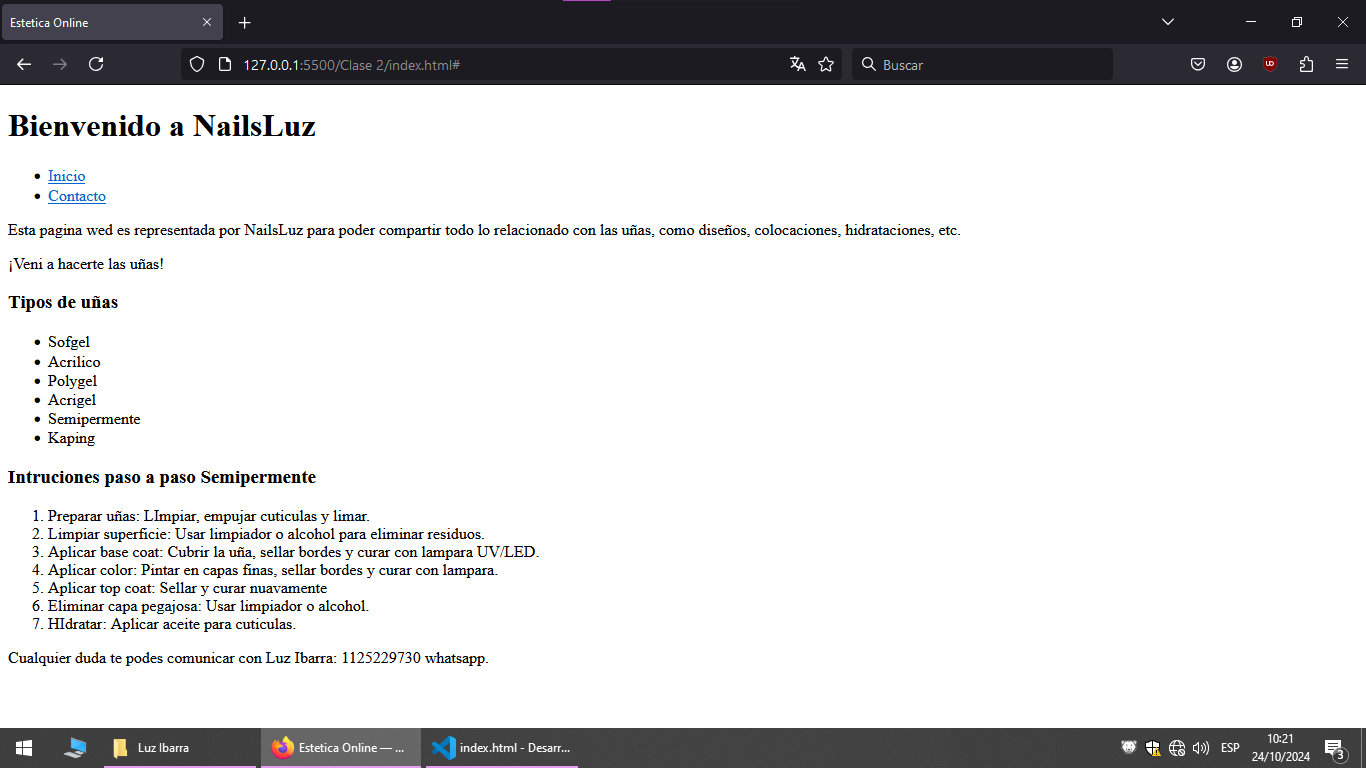 Estetica Online
127.0.0.1:5500/Clase 2/index.html#
Buscar
Bienvenido a NailsLuz
Inicio
Contacto
Esta pagina wed es representada por NailsLuz para poder compartir todo lo relacionado con las uñas, como diseños, colocaciones, hidrataciones, etc.
¡Veni a hacerte las uñas!
Tipos de uñas
Sofgel
Acrilico
Polygel
Acrigel
Semipermente
Kaping
Intruciones paso a paso Semipermente
1. Preparar uñas: LImpiar, empujar cuticulas y limar.
2. Limpiar superficie: Usar limpiador o alcohol para eliminar residuos.
3. Aplicar base coat: Cubrir la uña, sellar bordes y curar con lampara UV/LED.
4. Aplicar color: Pintar en capas finas, sellar bordes y curar con lampara.
5. Aplicar top coat: Sellar y curar nuavamente
6. Eliminar capa pegajosa: Usar limpiador o alcohol.
7. HIdratar: Aplicar aceite para cuticulas.
Cualquier duda te podes comunicar con Luz Ibarra: 1125229730 whatsapp.
Luz Ibarra
Estetica Online — ...
index.html - Desarr...
ESP
10:21
24/10/2024
3